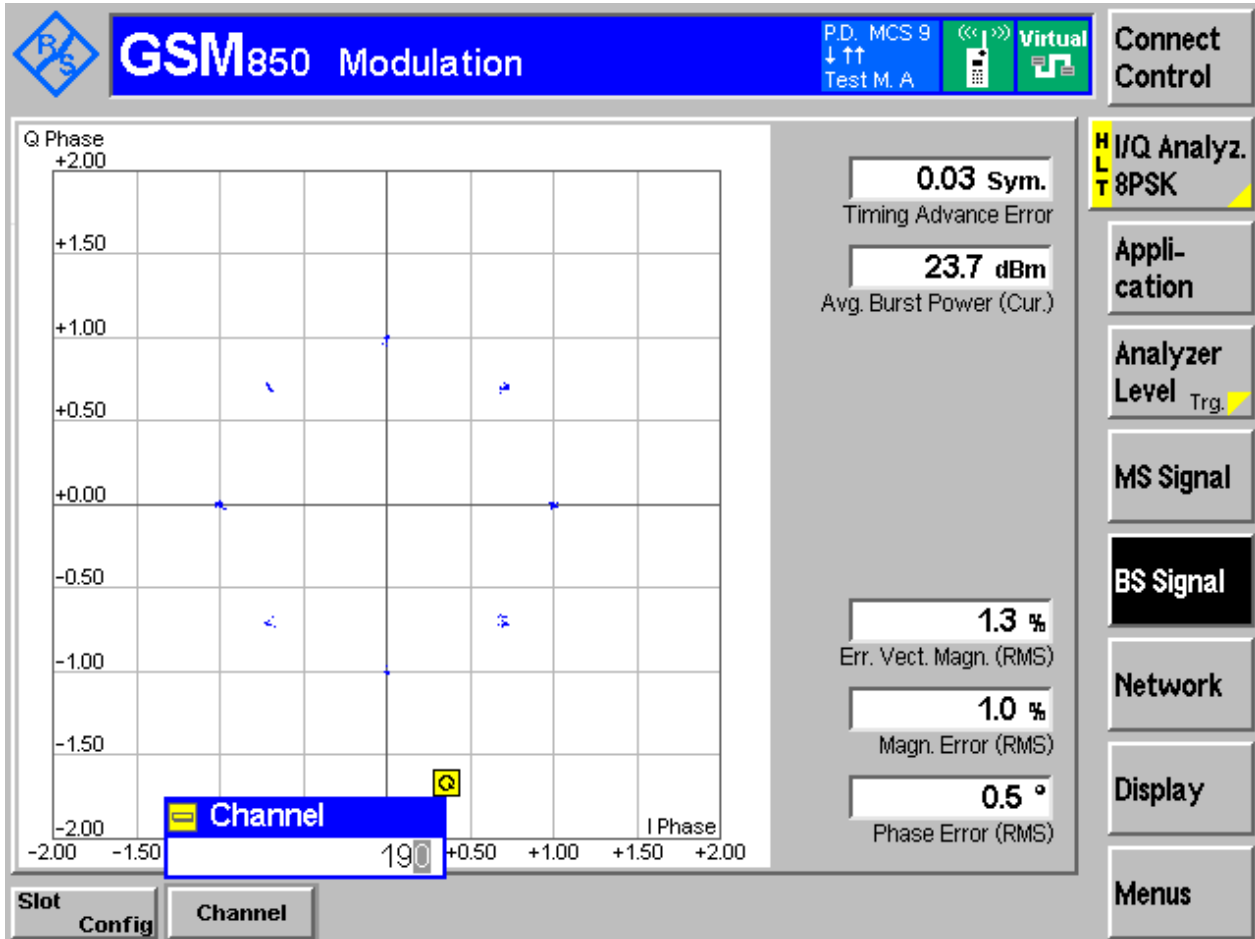 R/S
GSM850 Modulation
P.D. MCS 9
↓ ↑↑
Test M. A
Virtual
Connect
Control
Q Phase
+2.00
+1.50
+1.00
+0.50
+0.00
-0.50
-1.00
-1.50
-2.00
I Phase
-2.00 -1.50 +0.50 +1.00 +1.50 +2.00
Q
Channel
190
0.03 Sym.
Timing Advance Error
23.7 dBm
Avg. Burst Power (Cur.)
1.3 %
Err. Vect. Magn. (RMS)
1.0 %
Magn. Error (RMS)
0.5 °
Phase Error (RMS)
HLT
I/Q Analyz.
8PSK
Appli-
cation
Analyzer
Level Trg.
MS Signal
BS Signal
Network
Display
Menus
Slot
Config
Channel